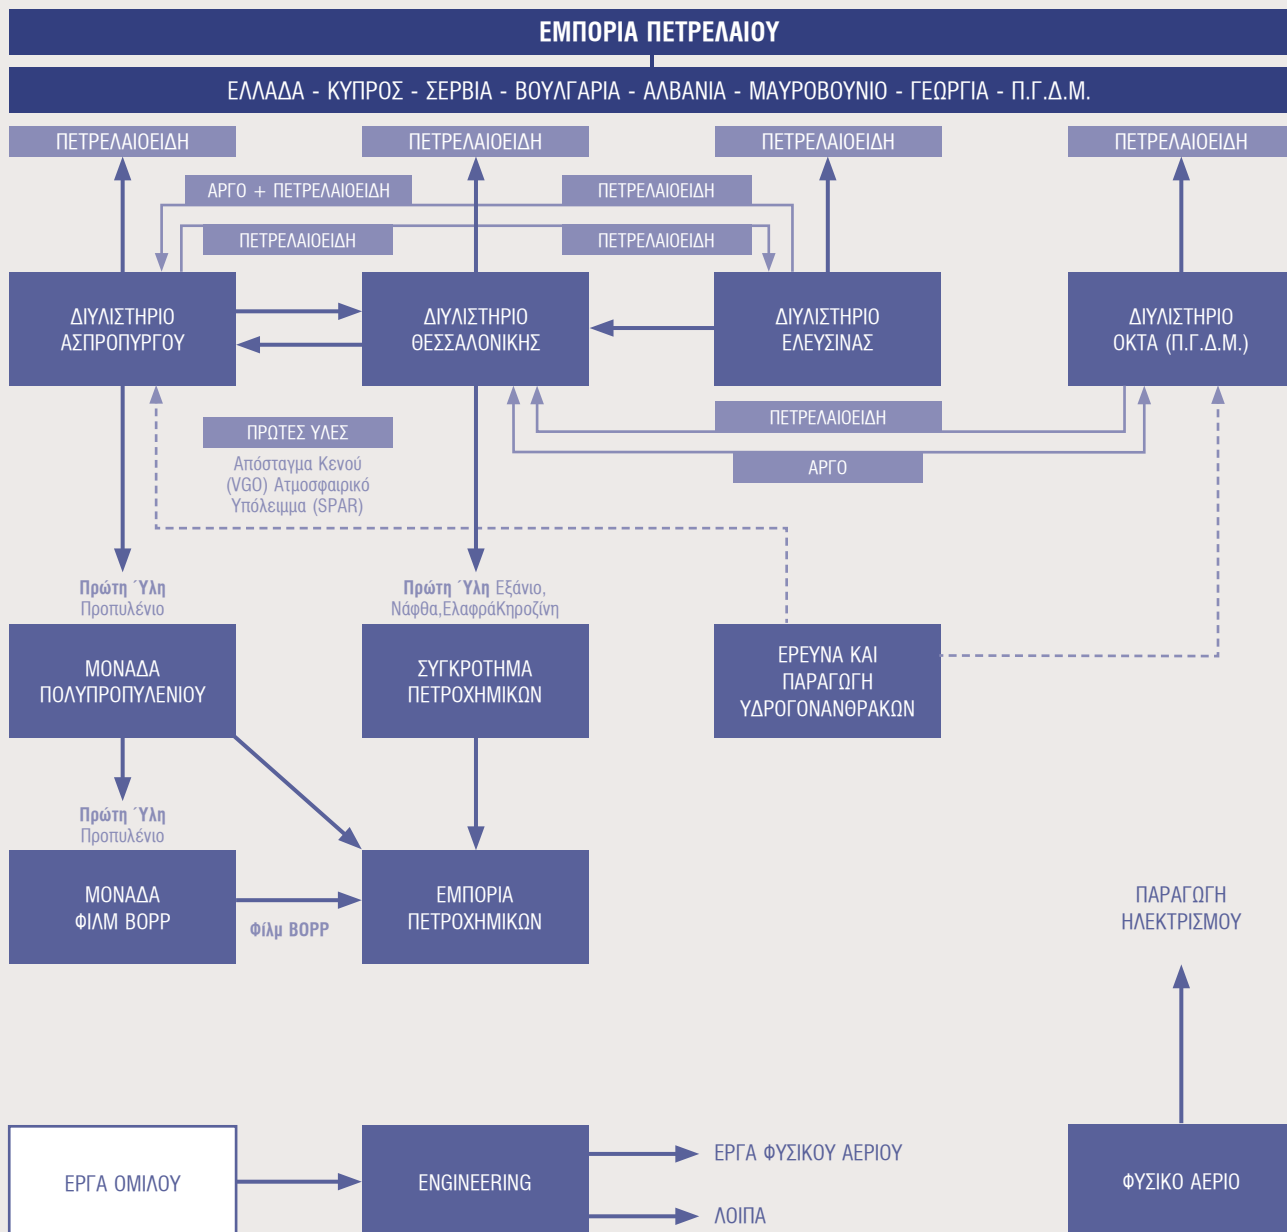 ΕΜΠΟΡΙΑ ΠΕΤΡΕΛΑΙΟΥ
ΕΛΛΑΔΑ - ΚΥΠΡΟΣ - ΣΕΡΒΙΑ - ΒΟΥΛΓΑΡΙΑ - ΑΛΒΑΝΙΑ - ΜΑΥΡΟΒΟΥΝΙΟ - ΓΕΩΡΓΙΑ - Π.Γ.Δ.Μ.
ΠΕΤΡΕΛΑΙΟΕΙΔΗ
ΠΕΤΡΕΛΑΙΟΕΙΔΗ
ΠΕΤΡΕΛΑΙΟΕΙΔΗ
ΠΕΤΡΕΛΑΙΟΕΙΔΗ
ΑΡΓΟ + ΠΕΤΡΕΛΑΙΟΕΙΔΗ
ΠΕΤΡΕΛΑΙΟΕΙΔΗ
ΠΕΤΡΕΛΑΙΟΕΙΔΗ
ΠΕΤΡΕΛΑΙΟΕΙΔΗ
ΔΙΥΛΙΣΤΗΡΙΟ
ΑΣΠΡΟΠΥΡΓΟΥ
ΔΙΥΛΙΣΤΗΡΙΟ
ΘΕΣΣΑΛΟΝΙΚΗΣ
ΔΙΥΛΙΣΤΗΡΙΟ
ΕΛΕΥΣΙΝΑΣ
ΔΙΥΛΙΣΤΗΡΙΟ
ΟΚΤΑ (Π.Γ.Δ.Μ.)
ΠΡΩΤΕΣ ΥΛΕΣ
Απόσταγμα Κενού
(VGO) Ατμοσφαιρικό
Υπόλειμμα (SPAR)
ΠΕΤΡΕΛΑΙΟΕΙΔΗ
ΑΡΓΟ
Πρώτη ΄Υλη
Προπυλένιο
Πρώτη ΄Υλη Εξάνιο,
Νάφθα,ΕλαφράΚηροζίνη
ΜΟΝΑΔΑ
ΠΟΛΥΠΡΟΠΥΛΕΝΙΟΥ
ΣΥΓΚΡΟΤΗΜΑ
ΠΕΤΡΟΧΗΜΙΚΩΝ
ΕΡΕΥΝΑ ΚΑΙ
ΠΑΡΑΓΩΓΗ
ΥΔΡΟΓΟΝΑΝΘΡΑΚΩΝ
Πρώτη ΄Υλη
Προπυλένιο
ΜΟΝΑΔΑ
ΦΙΛΜ BOPP
Φίλμ BOPP
ΕΜΠΟΡΙΑ
ΠΕΤΡΟΧΗΜΙΚΩΝ
ΠΑΡΑΓΩΓΗ
ΗΛΕΚΤΡΙΣΜΟΥ
ΕΡΓΑ ΟΜΙΛΟΥ
ENGINEERING
ΕΡΓΑ ΦΥΣΙΚΟΥ ΑΕΡΙΟΥ
ΛΟΙΠΑ
ΦΥΣΙΚΟ ΑΕΡΙΟ